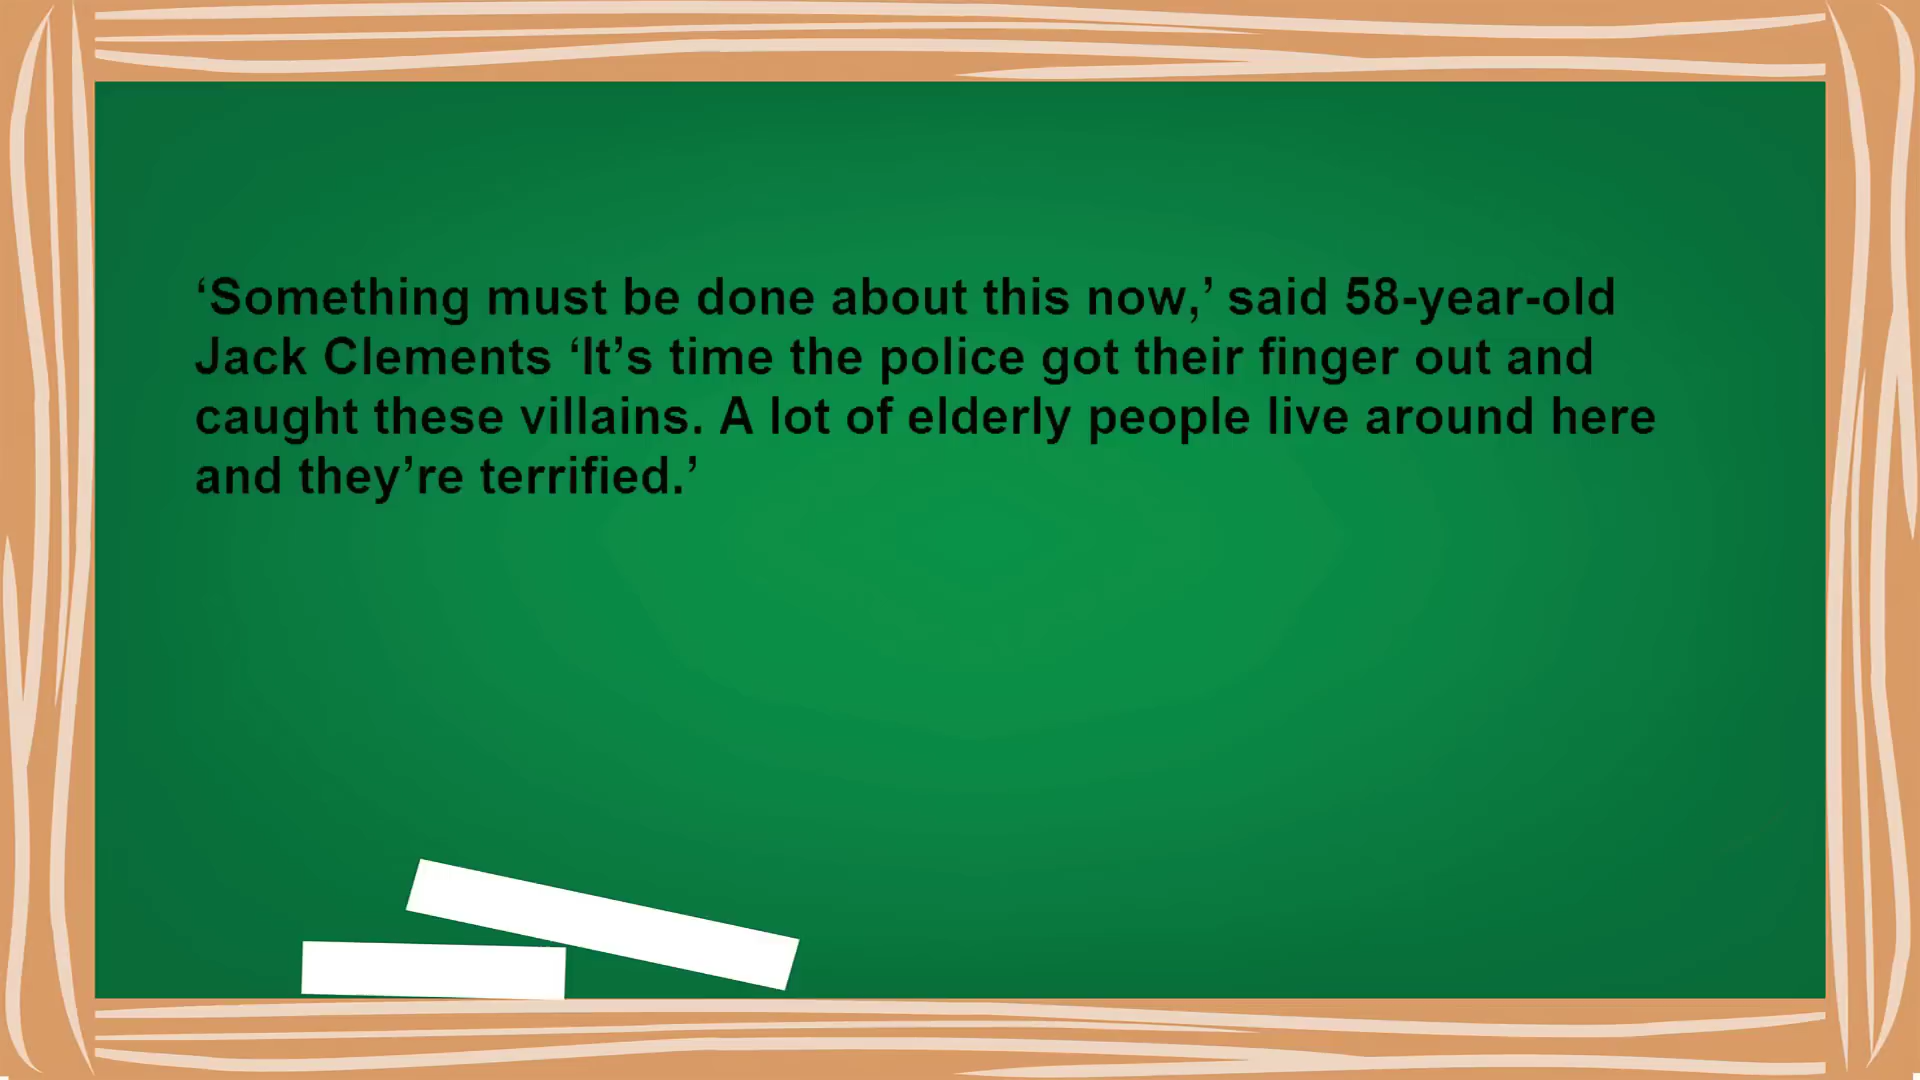 ‘Something must be done about this now,’ said 58-year-old
Jack Clements ‘It’s time the police got their finger out and
caught these villains. A lot of elderly people live around here
and they’re terrified.’